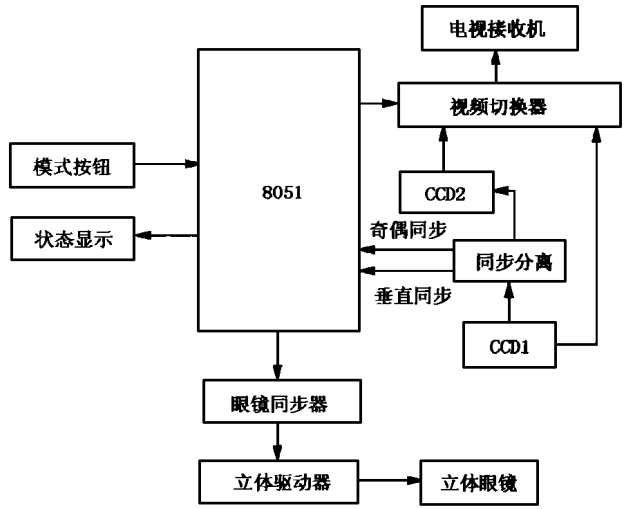 电视接收机
视频切换器
模式按钮
8051
CCD2
状态显示
奇偶同步
同步分离
垂直同步
CCD1
眼镜同步器
立体驱动器
立体眼镜